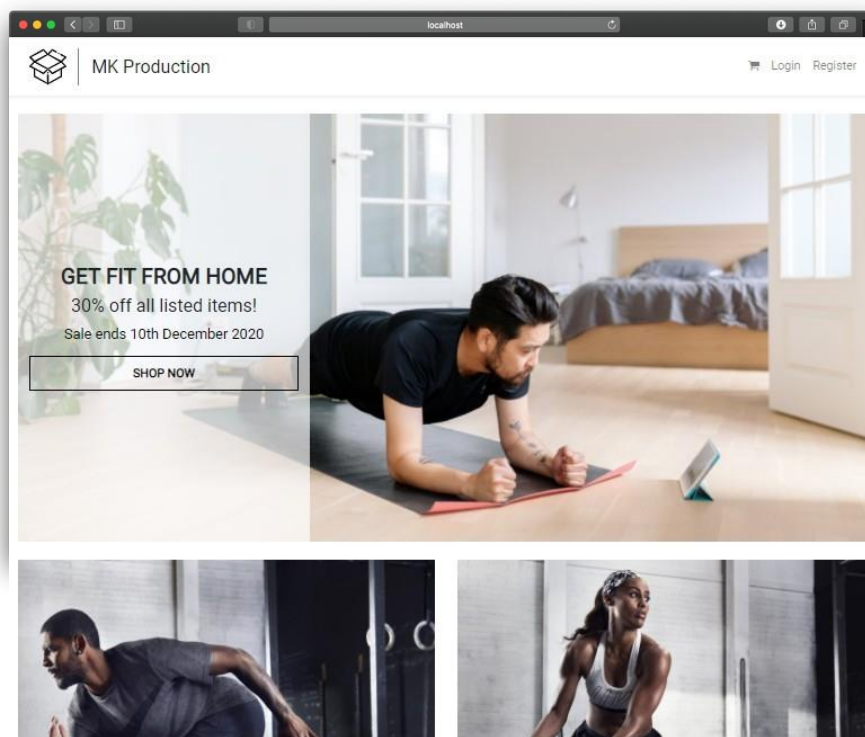 localhost
MK Production
Login Register
GET FIT FROM HOME
30% off all listed items!
Sale ends 10th December 2020
SHOP NOW